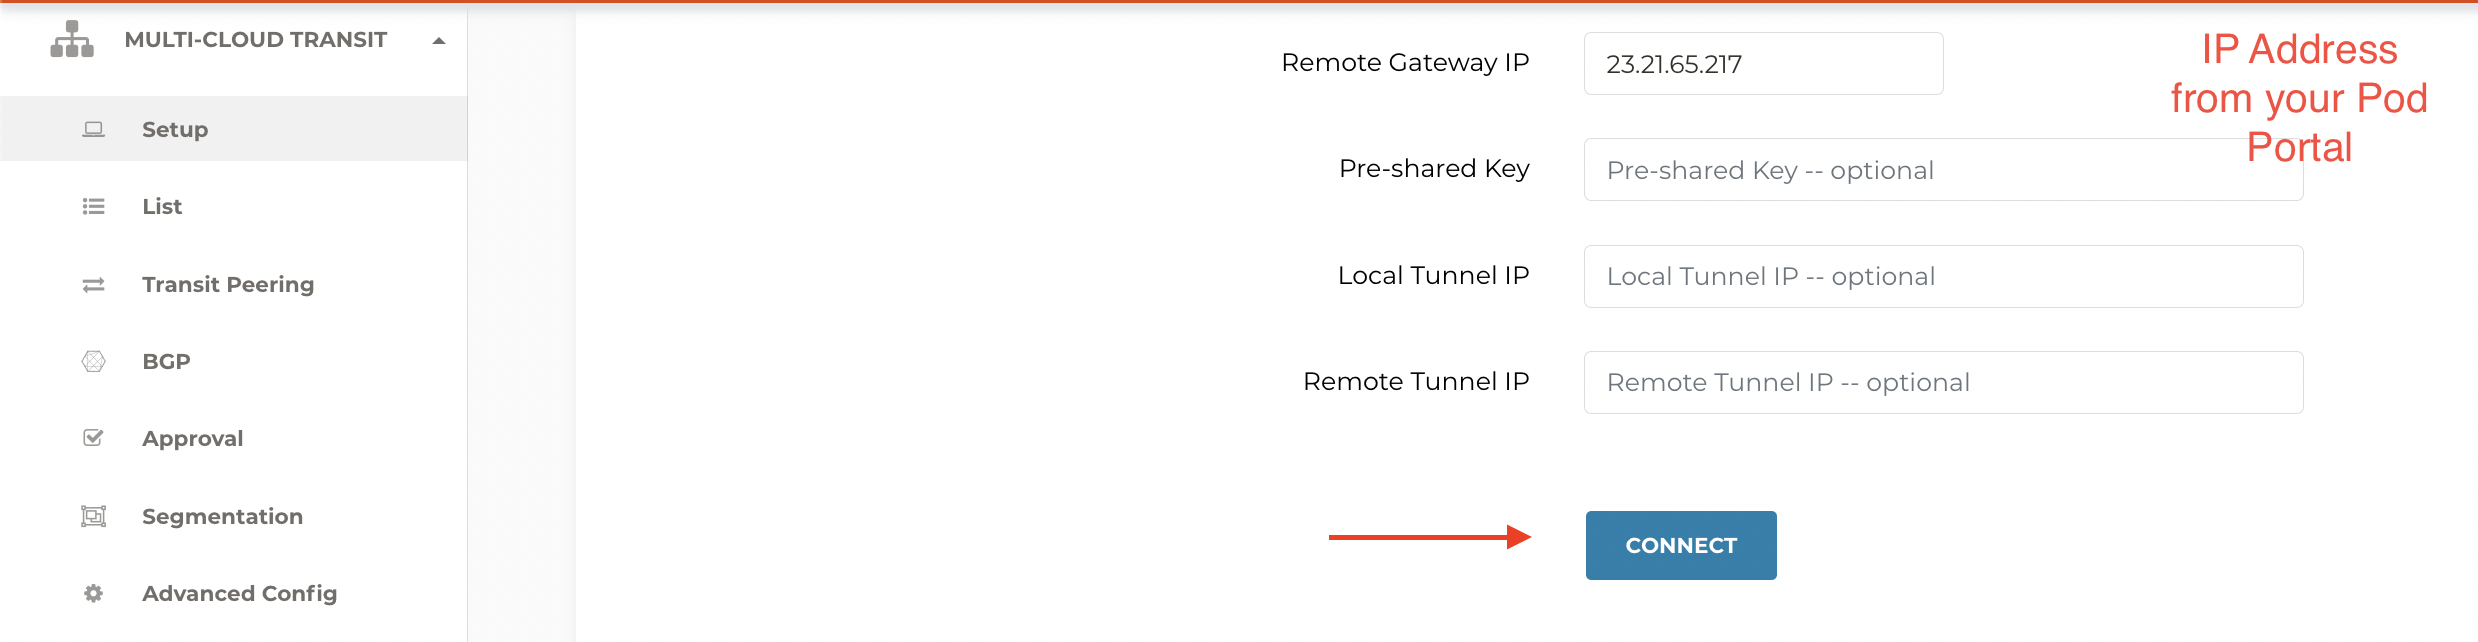 MULTI-CLOUD TRANSIT
Setup
List
Transit Peering
BGP
Approval
Segmentation
Advanced Config
Remote Gateway IP
23.21.65.217
IP Address
from your Pod
Portal
Pre-shared Key
Pre-shared Key -- optional
Local Tunnel IP
Local Tunnel IP -- optional
Remote Tunnel IP
Remote Tunnel IP -- optional
CONNECT